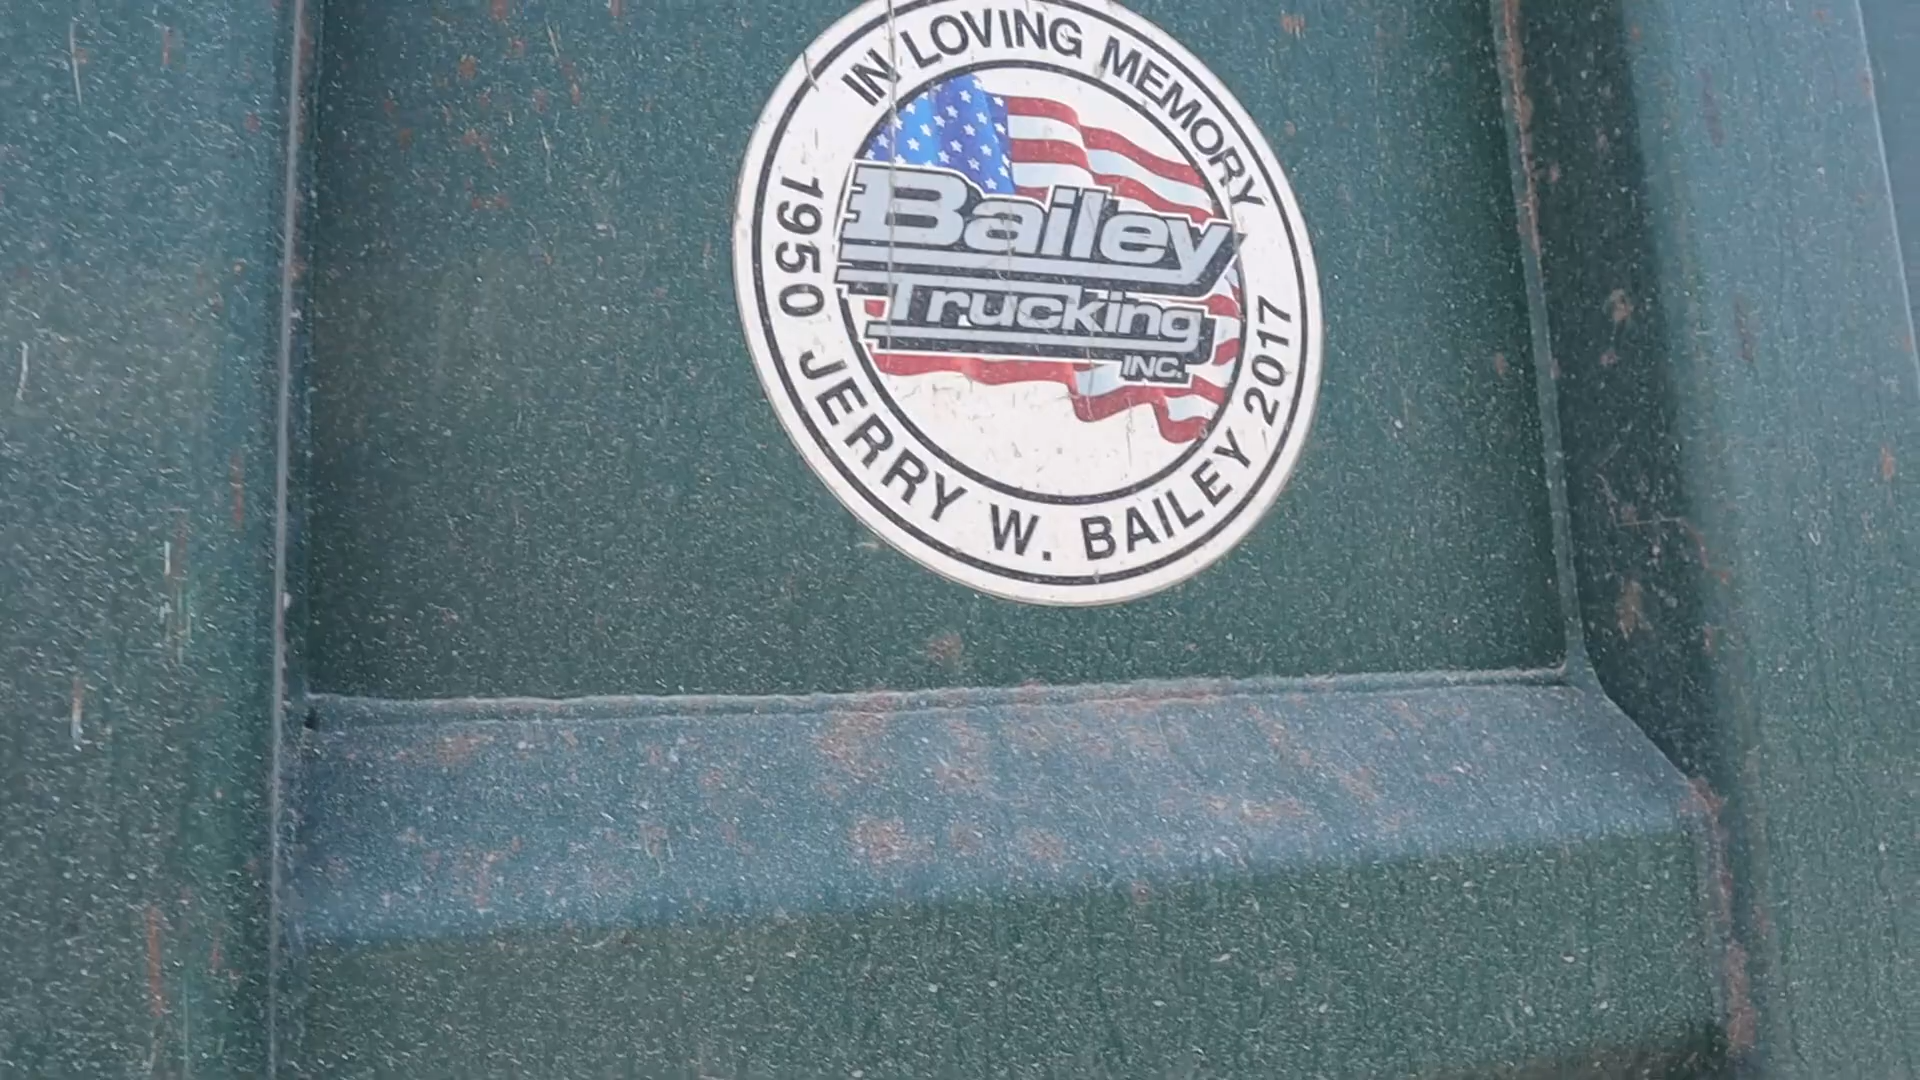 IN LOVING MEMORY
Bailey
Trucking
INC.
1950 JERRY W. BAILEY 2017